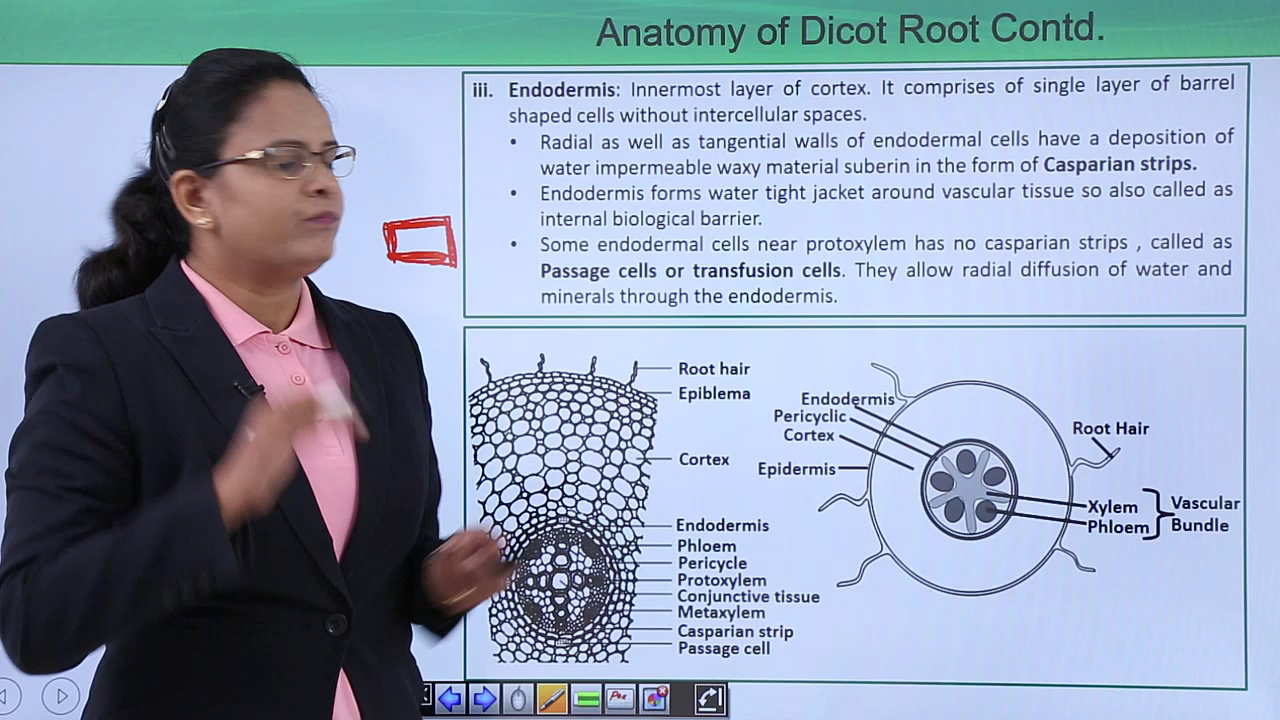 Anatomy of Dicot Root Contd.
iii. Endodermis: Innermost layer of cortex. It comprises of single layer of barrel
shaped cells without intercellular spaces.
• Radial as well as tangential walls of endodermal cells have a deposition of
water impermeable waxy material suberin in the form of Casparian strips.
• Endodermis forms water tight jacket around vascular tissue so also called as
internal biological barrier.
• Some endodermal cells near protoxylem has no casparian strips , called as
Passage cells or transfusion cells. They allow radial diffusion of water and
minerals through the endodermis.
Root hair
Epiblema
Cortex
Endodermis
Phloem
Pericycle
Protoxylem
Conjunctive tissue
Metaxylem
Casparian strip
Passage cell
Endodermis
Pericyclic
Cortex
Epidermis
Root Hair
Xylem
Phloem
Vascular
Bundle